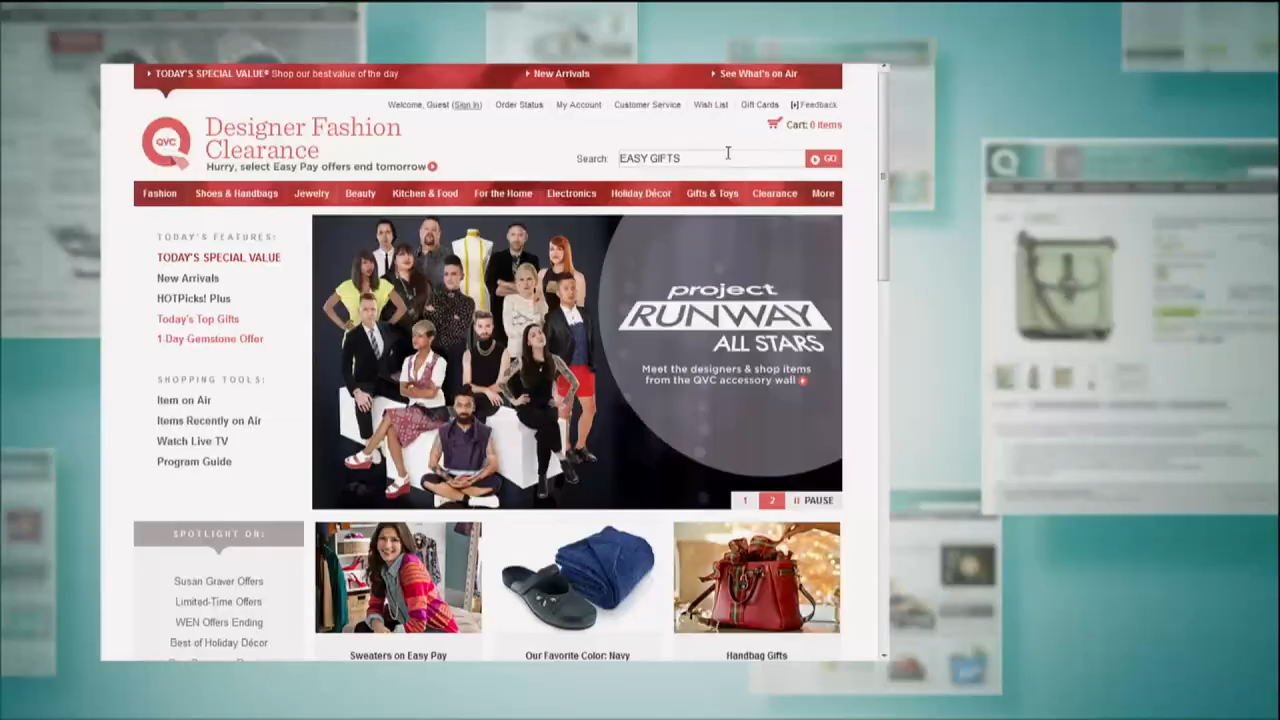 TODAY'S SPECIAL VALUE® Shop our best value of the day
New Arrivals
See What's on Air
Welcome, Guest (Sign In)
Order Status
My Account
Customer Service
Wish List
Gift Cards
[+] Feedback
QVC
Designer Fashion
Clearance
Hurry, select Easy Pay offers end tomorrow
Cart: 0 items
Search: EASY GIFTS
GO
Fashion
Shoes & Handbags
Jewelry
Beauty
Kitchen & Food
For the Home
Electronics
Holiday Décor
Gifts & Toys
Clearance
More
TODAY'S FEATURES:
TODAY'S SPECIAL VALUE
New Arrivals
HOTPicks! Plus
Today's Top Gifts
1-Day Gemstone Offer
SHOPPING TOOLS:
Item on Air
Items Recently on Air
Watch Live TV
Program Guide
project
RUNWAY
ALL STARS
Meet the designers & shop items
from the QVC accessory wall
1
2
PAUSE
SPOTLIGHT ON:
Susan Graver Offers
Limited-Time Offers
WEN Offers Ending
Best of Holiday Décor
Sweaters on Easy Pay
Our Favorite Color: Navy
Handbag Gifts